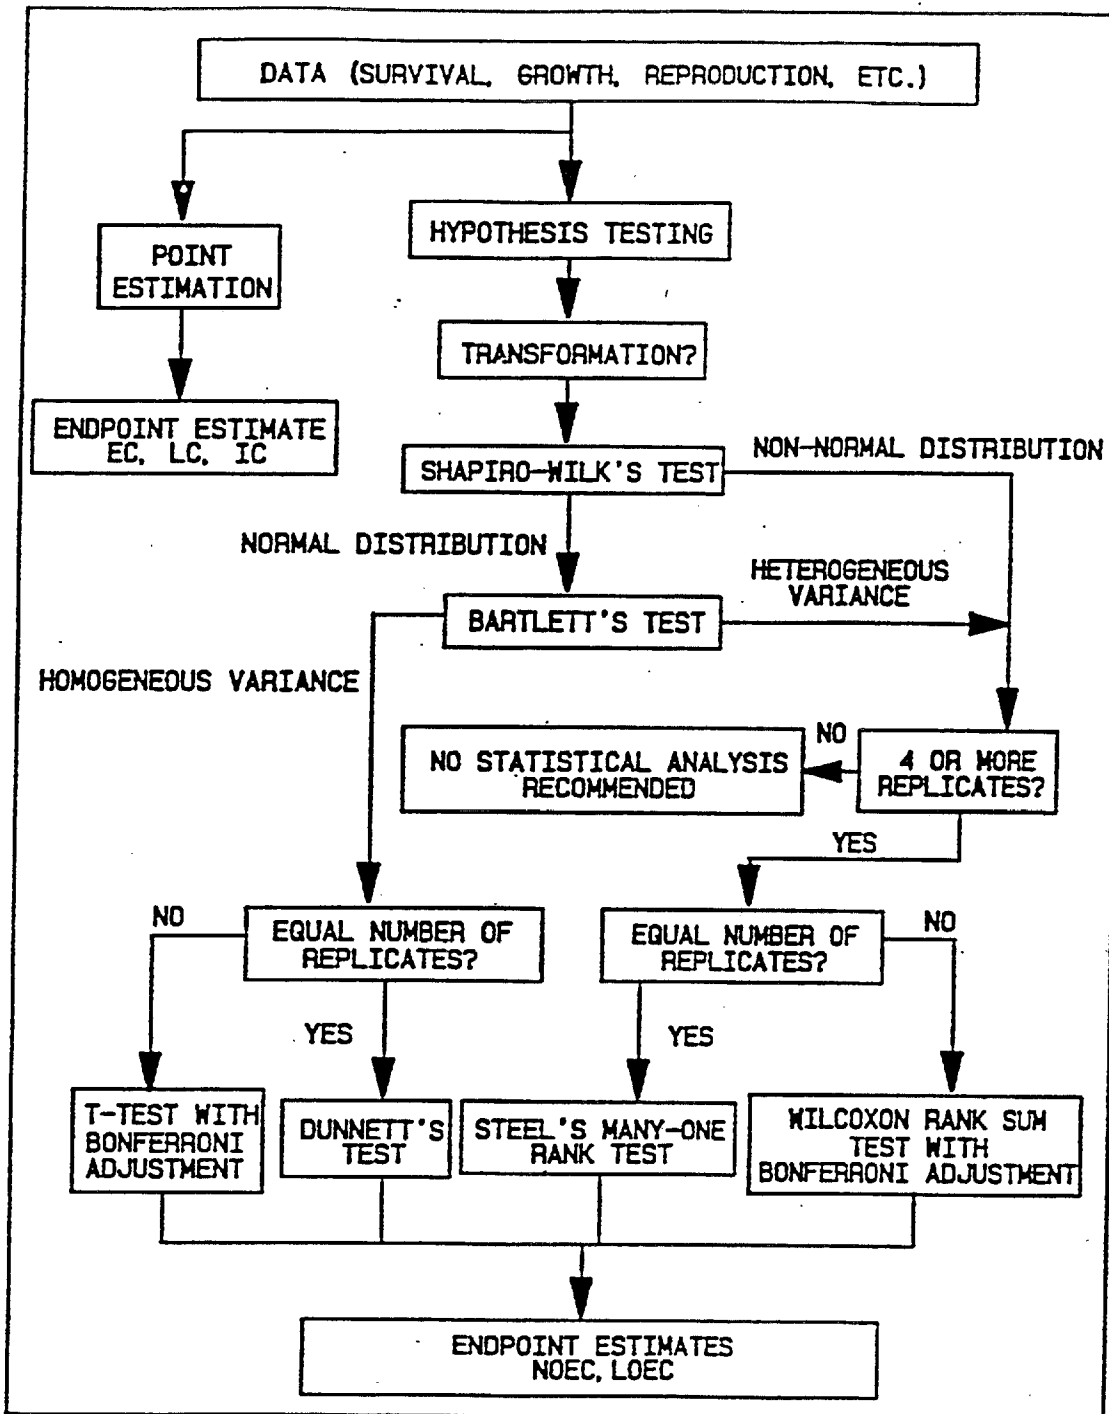 DATA (SURVIVAL, GROWTH, REPRODUCTION, ETC.)
HYPOTHESIS TESTING
POINT
ESTIMATION
TRANSFORMATION?
ENDPOINT ESTIMATE
EC, LC, IC
SHAPIRO-WILK'S TEST
NON-NORMAL DISTRIBUTION
NORMAL DISTRIBUTION
HETEROGENEOUS
VARIANCE
BARTLETT'S TEST
HOMOGENEOUS VARIANCE
NO STATISTICAL ANALYSIS
RECOMMENDED
NO
4 OR MORE
REPLICATES?
YES
NO
EQUAL NUMBER OF
REPLICATES?
EQUAL NUMBER OF
REPLICATES?
NO
YES
YES
T-TEST WITH
BONFERRONI
ADJUSTMENT
DUNNETT'S
TEST
STEEL'S MANY-ONE
RANK TEST
WILCOXON RANK SUM
TEST WITH
BONFERRONI ADJUSTMENT
ENDPOINT ESTIMATES
NOEC, LOEC